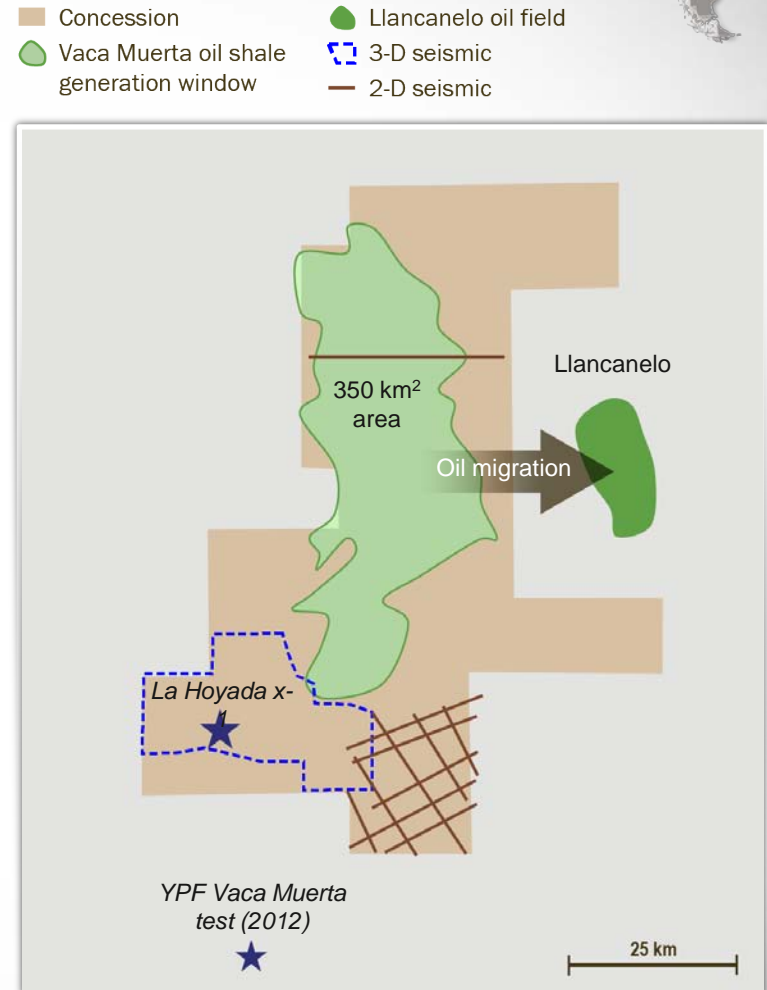 Concession
Vaca Muerta oil shale
generation window
Llancanelo oil field
3-D seismic
2-D seismic
Llancanelo
350 km²
area
Oil migration
La Hoyada x-
1
YPF Vaca Muerta
test (2012)
25 km